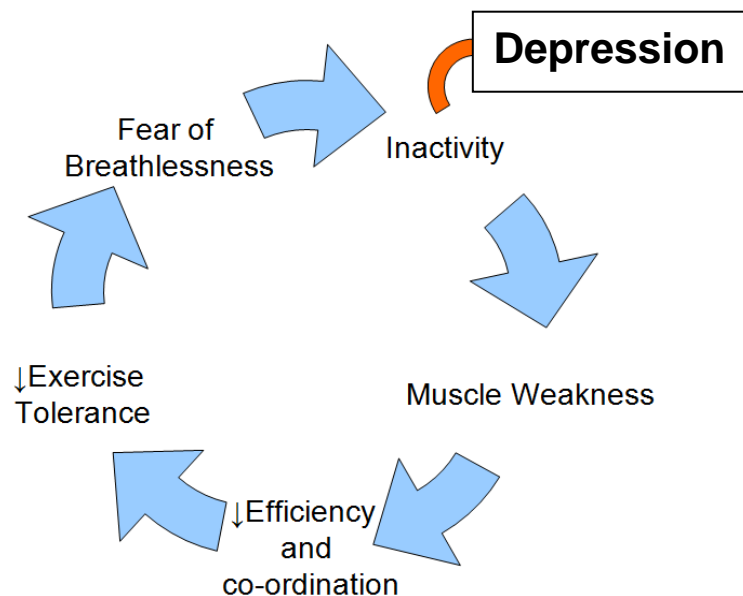 Depression
Inactivity
Muscle Weakness
↓Efficiency
and
co-ordination
↓Exercise
Tolerance
Fear of
Breathlessness